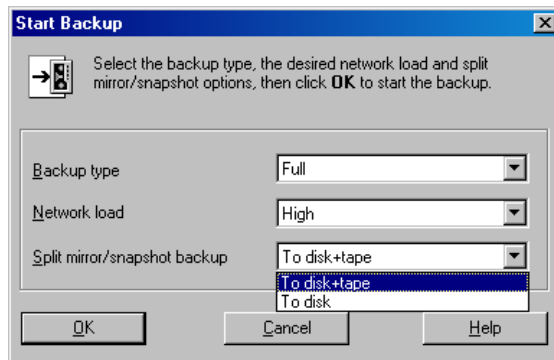 Start Backup
Select the backup type, the desired network load and split
mirror/snapshot options, then click OK to start the backup.
Backup type
Full
Network load
High
Split mirror/snapshot backup
To disk+tape
To disk+tape
To disk
OK
Cancel
Help